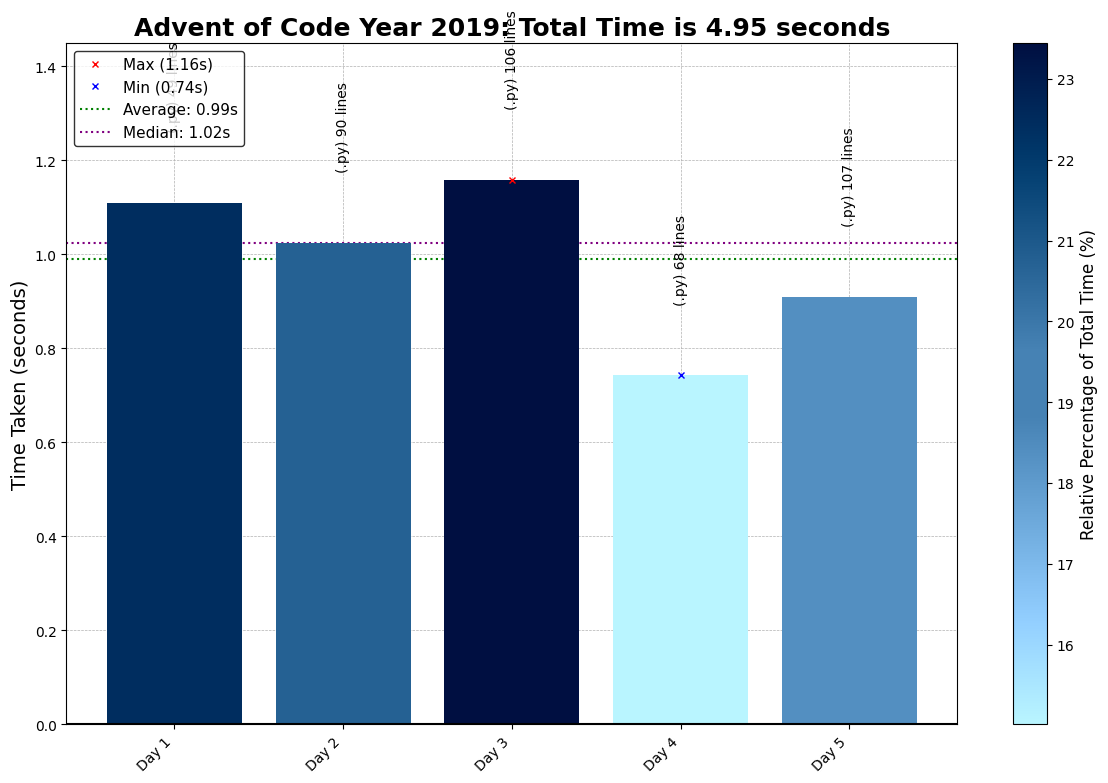 Advent of Code Year 2019: Total Time is 4.95 seconds
Max (1.16s)
Min (0.74s)
Average: 0.99s
Median: 1.02s
lines
(.py) 90 lines
(.py) 106 lines
(.py) 68 lines
(.py) 107 lines
Time Taken (seconds)
1.4
1.2
1.0
0.8
0.6
0.4
0.2
0.0
Day 1
Day 2
Day 3
Day 4
Day 5
23
22
21
20
19
18
17
16
Relative Percentage of Total Time (%)